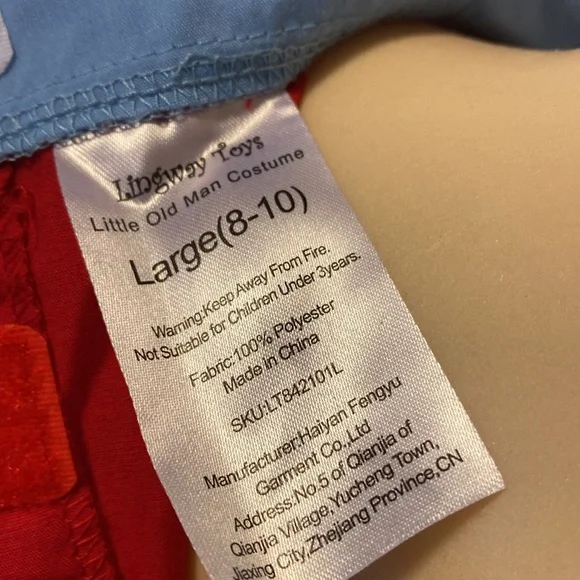 Lingway Toys
Little Old Man Costume
Large(8-10)
Warning:Keep Away From Fire.
Not Suitable for Children Under 3years.
Fabric:100% Polyester
Made in China
SKU:LT842101L
Manufacturer:Haiyan Fengyu
Garment Co.,Ltd
Address:No.5 of Qianjia of
Qianjia Village,Yucheng Town,
Jiaxing City,Zhejiang Province,CN